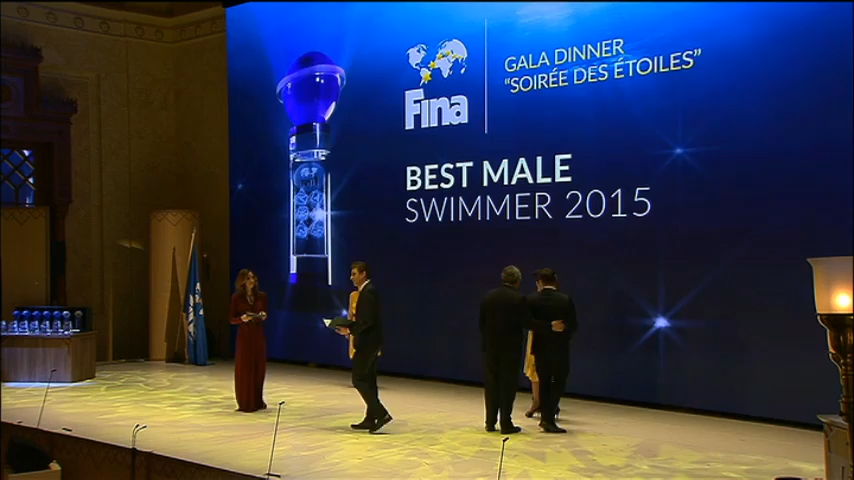 Fina
GALA DINNER
"SOIRÉE DES ÉTOILES"
BEST MALE
SWIMMER 2015